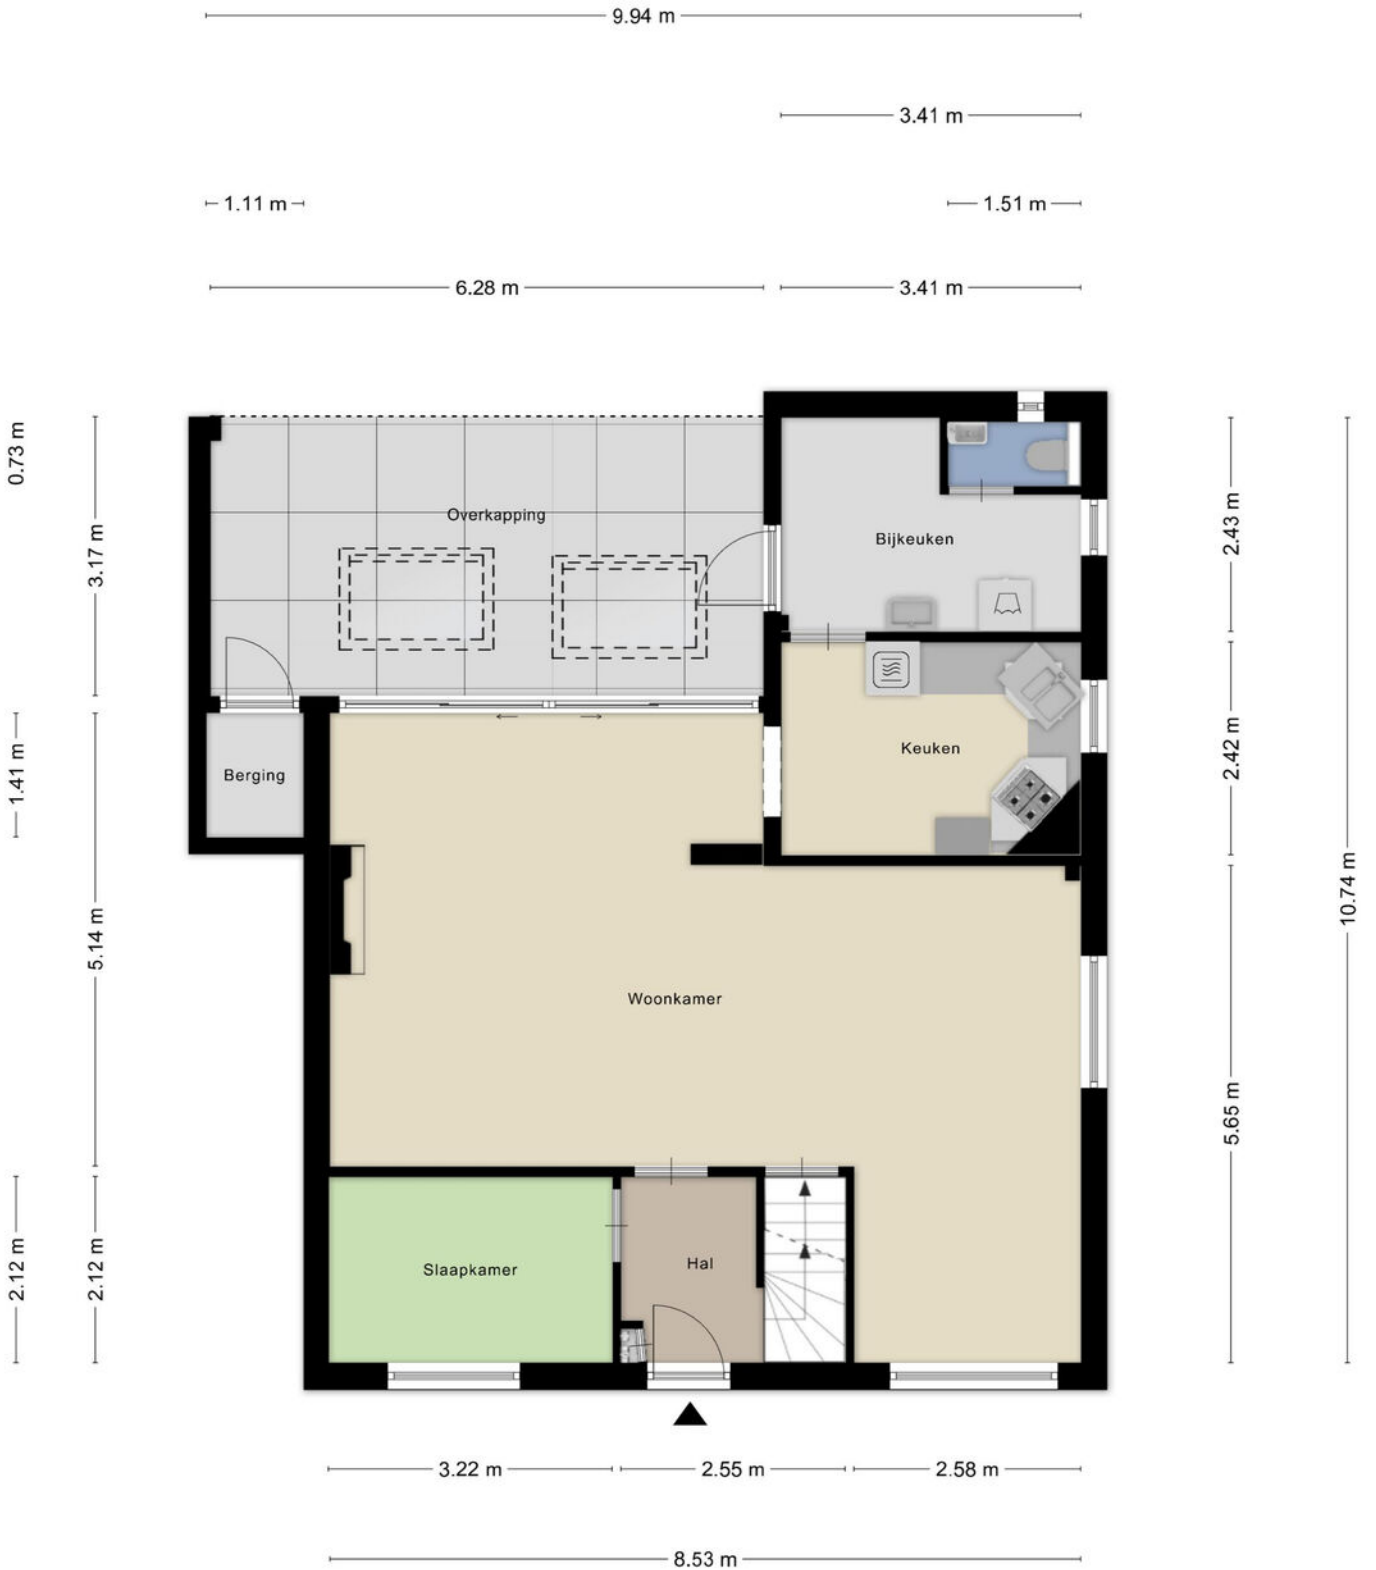 9.94 m
3.41 m
1.11 m
1.51 m
6.28 m
3.41 m
0.73 m
3.17 m
2.43 m
Overkapping
Bijkeuken
1.41 m
2.42 m
Keuken
Berging
10.74 m
5.14 m
Woonkamer
5.65 m
2.12 m
2.12 m
Slaapkamer
Hal
3.22 m
2.55 m
2.58 m
8.53 m